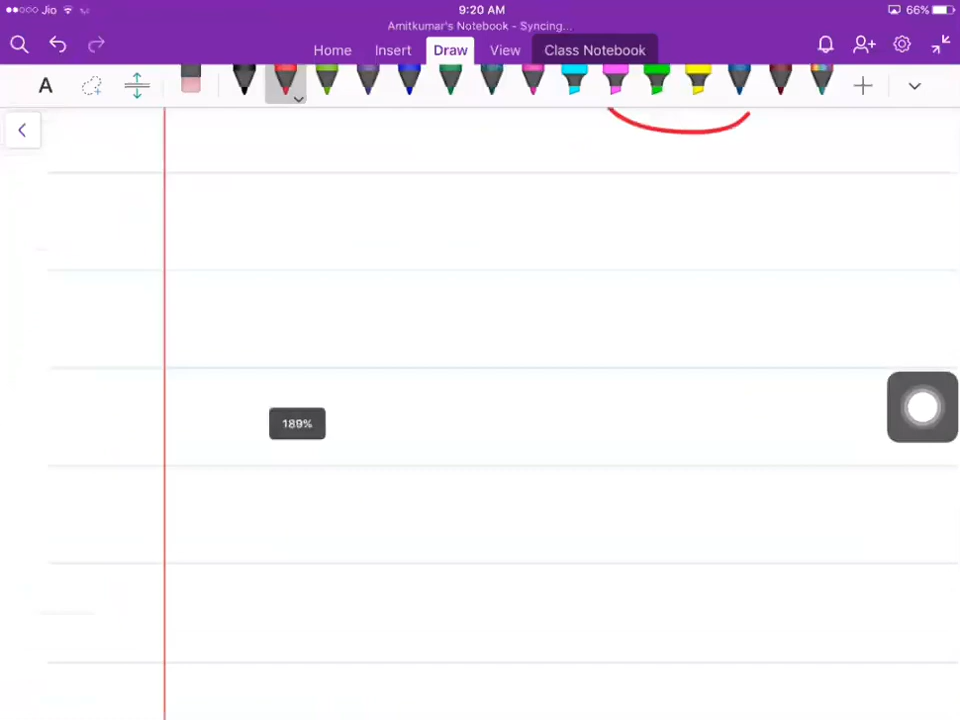 Jio 9:20 AM 66%
Amitkumar's Notebook - Syncing...
Home Insert Draw View Class Notebook
A
189%